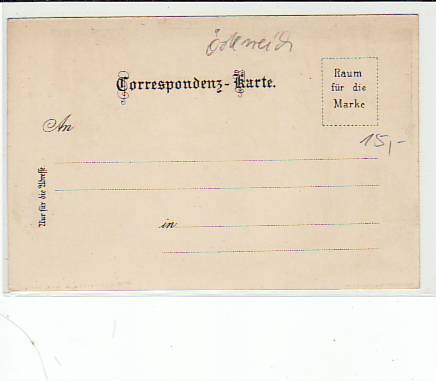 Österreich
Correspondenz-Karte.
Raum
für die
Marke
15,-
An
Nur für die Adresse
in